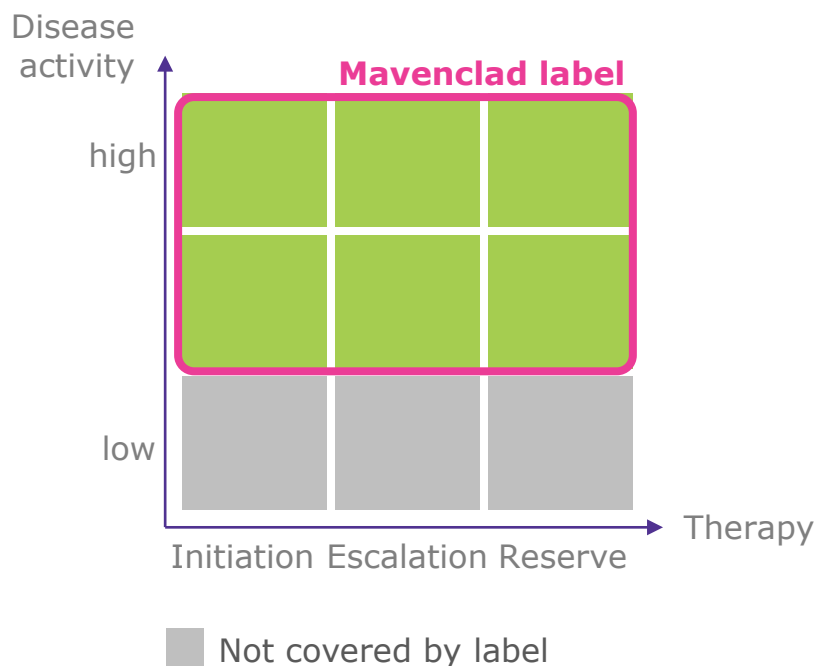 Disease
activity
Mavenclad label
high
low
Therapy
Initiation Escalation Reserve
Not covered by label